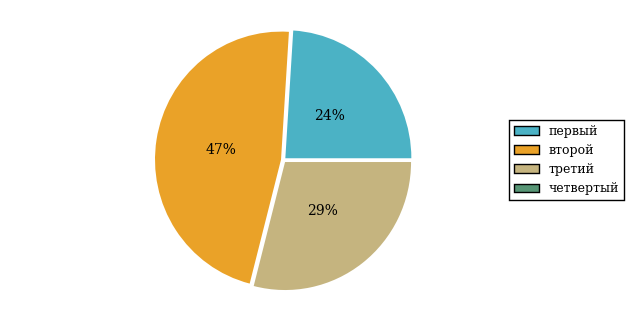 24%
47%
29%
первый
второй
третий
четвертый